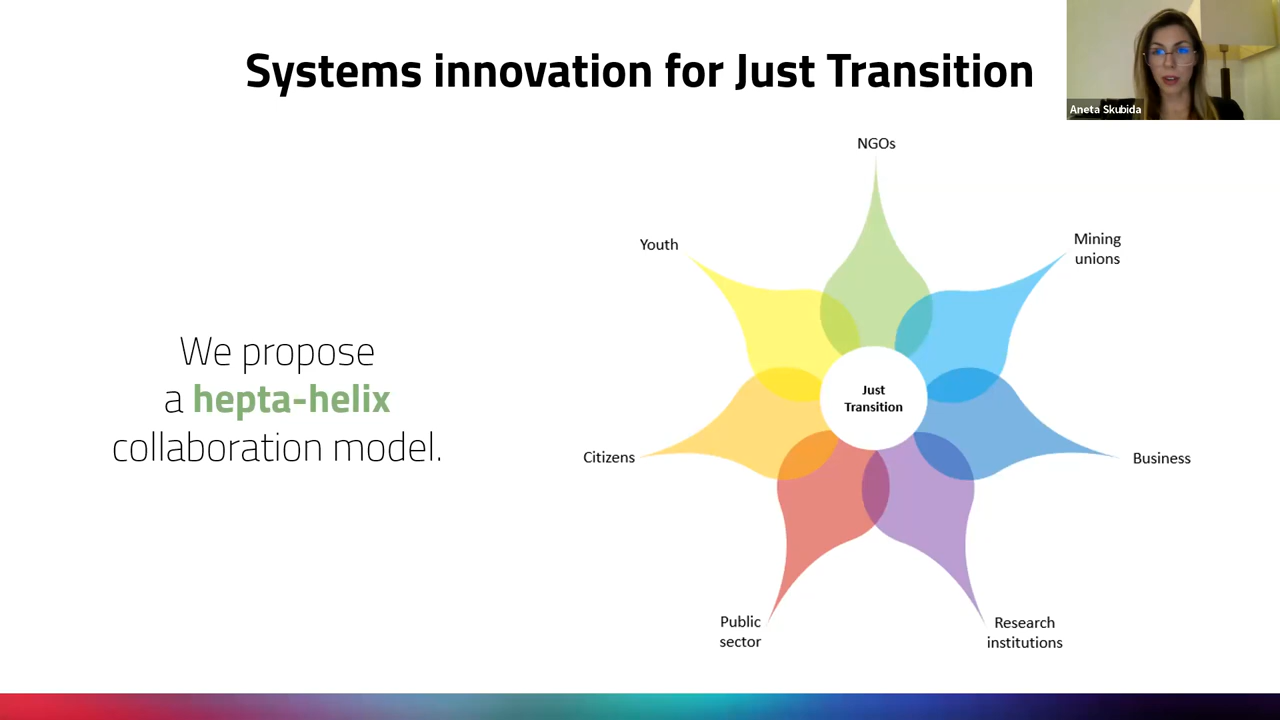 Systems innovation for Just Transition
Aneta Skubida
NGOs
Youth
Mining
unions
We propose
a hepta-helix
collaboration model.
Just
Transition
Citizens
Business
Public
sector
Research
institutions